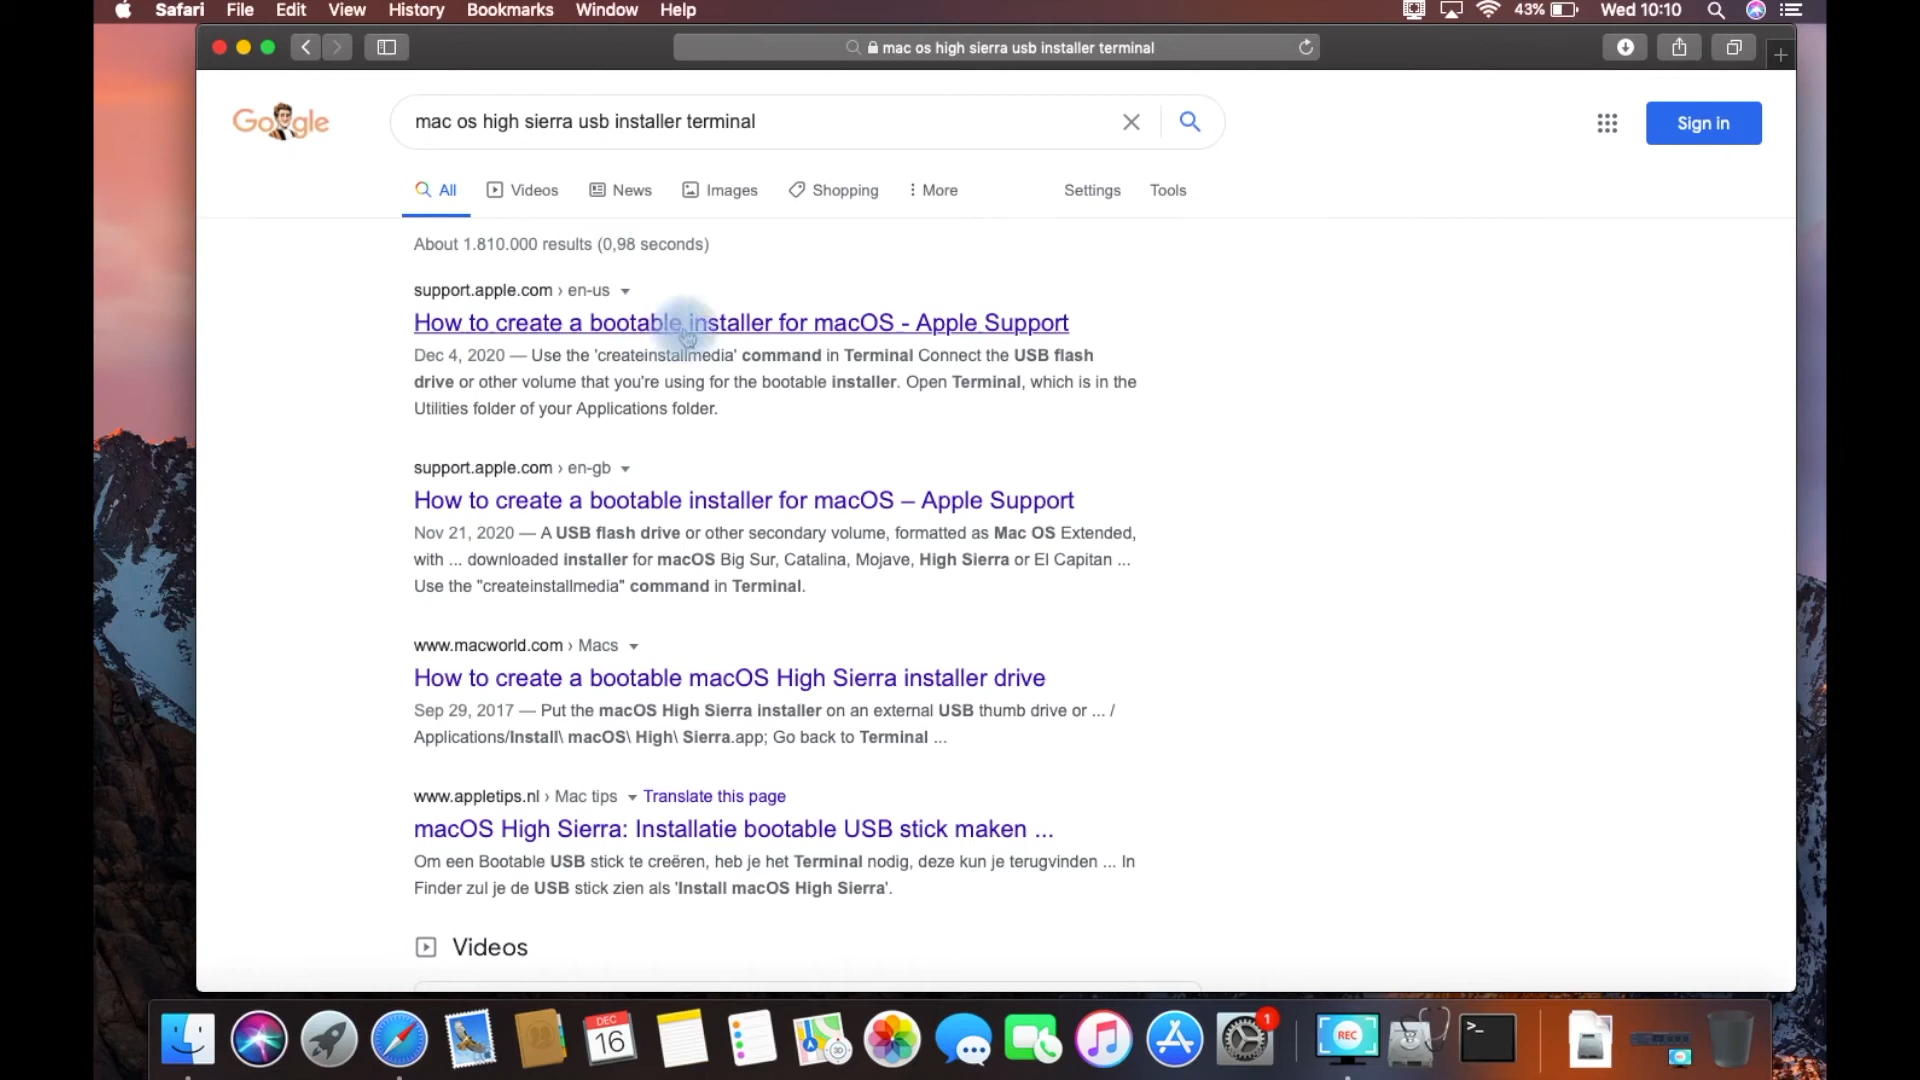 Safari File Edit View History Bookmarks Window Help 43% Wed 10:10
mac os high sierra usb installer terminal
Google
mac os high sierra usb installer terminal
Sign in
All Videos News Images Shopping More Settings Tools
About 1.810.000 results (0,98 seconds)
support.apple.com › en-us
How to create a bootable installer for macOS - Apple Support
Dec 4, 2020 — Use the 'createinstallmedia' command in Terminal Connect the USB flash
drive or other volume that you're using for the bootable installer. Open Terminal, which is in the
Utilities folder of your Applications folder.
support.apple.com › en-gb
How to create a bootable installer for macOS – Apple Support
Nov 21, 2020 — A USB flash drive or other secondary volume, formatted as Mac OS Extended,
with ... downloaded installer for macOS Big Sur, Catalina, Mojave, High Sierra or El Capitan ...
Use the "createinstallmedia" command in Terminal.
www.macworld.com › Macs
How to create a bootable macOS High Sierra installer drive
Sep 29, 2017 — Put the macOS High Sierra installer on an external USB thumb drive or ... /
Applications/Install\ macOS\ High\ Sierra.app; Go back to Terminal ...
www.appletips.nl › Mac tips Translate this page
macOS High Sierra: Installatie bootable USB stick maken ...
Om een Bootable USB stick te creëren, heb je het Terminal nodig, deze kun je terugvinden ... In
Finder zul je de USB stick zien als 'Install macOS High Sierra'.
Videos
DEC
16
3D
1
REC
>_